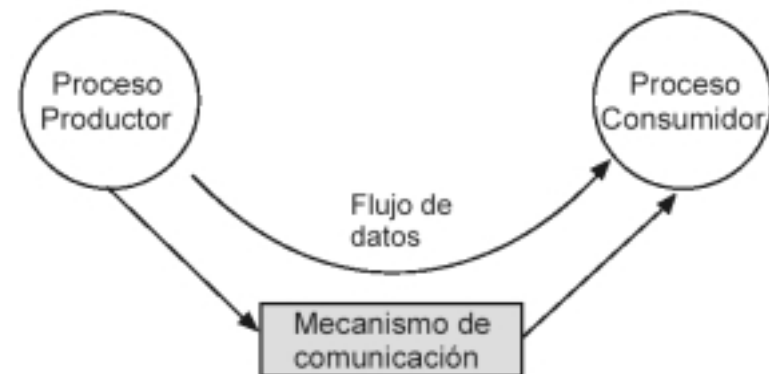 Proceso
Productor
Proceso
Consumidor
Flujo de
datos
Mecanismo de
comunicación